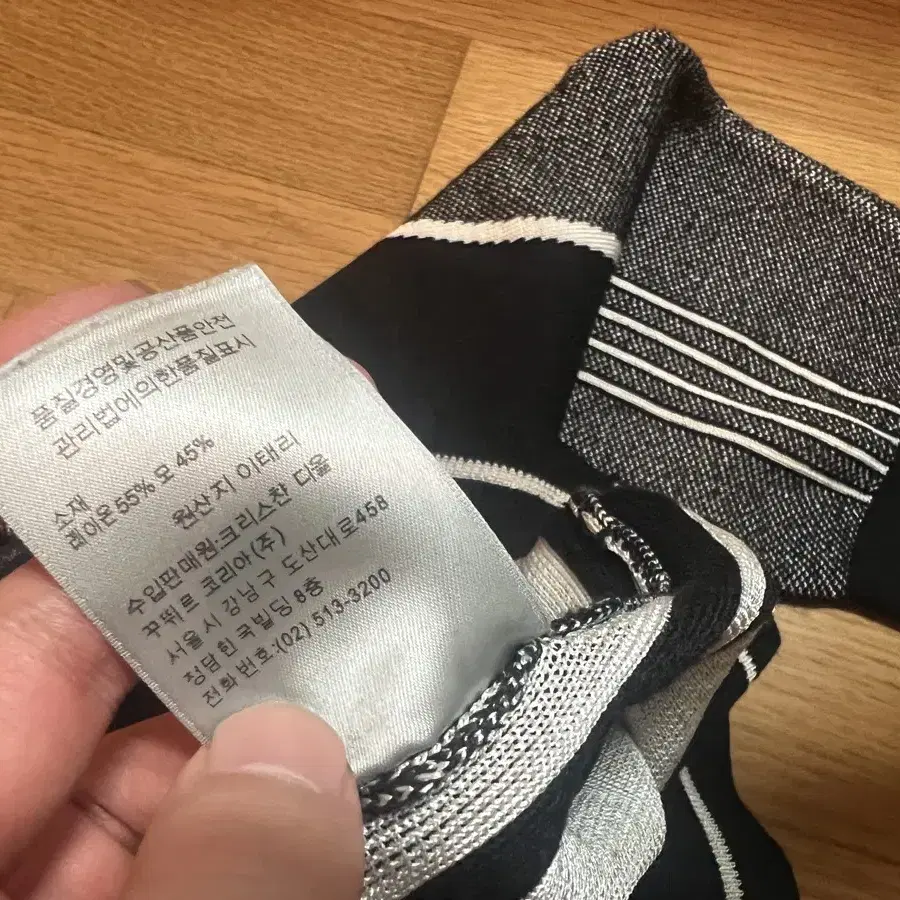 품질경영및공산품안전
관리법에의한품질표시
소재
레이온55% 모 45%
원산지 이태리
수입판매원:크리스찬 디올
꾸뛰르 코리아(주)
서울시 강남구 도산대로458
정담한국빌딩 8층
전화번호:(02) 513-3200